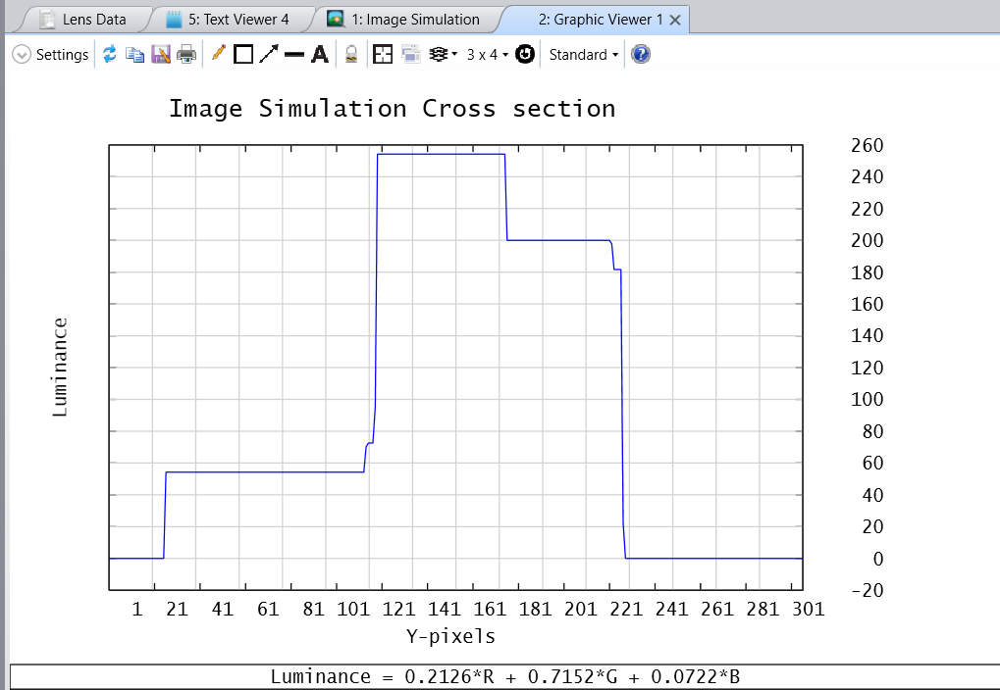 Lens Data 5: Text Viewer 4 1: Image Simulation 2: Graphic Viewer 1
Settings A 3 x 4 Standard ?
Image Simulation Cross section
260
240
220
200
180
160
140
120
100
80
60
40
20
0
-20
Luminance
1 21 41 61 81 101 121 141 161 181 201 221 241 261 281 301
Y-pixels
Luminance = 0.2126*R + 0.7152*G + 0.0722*B